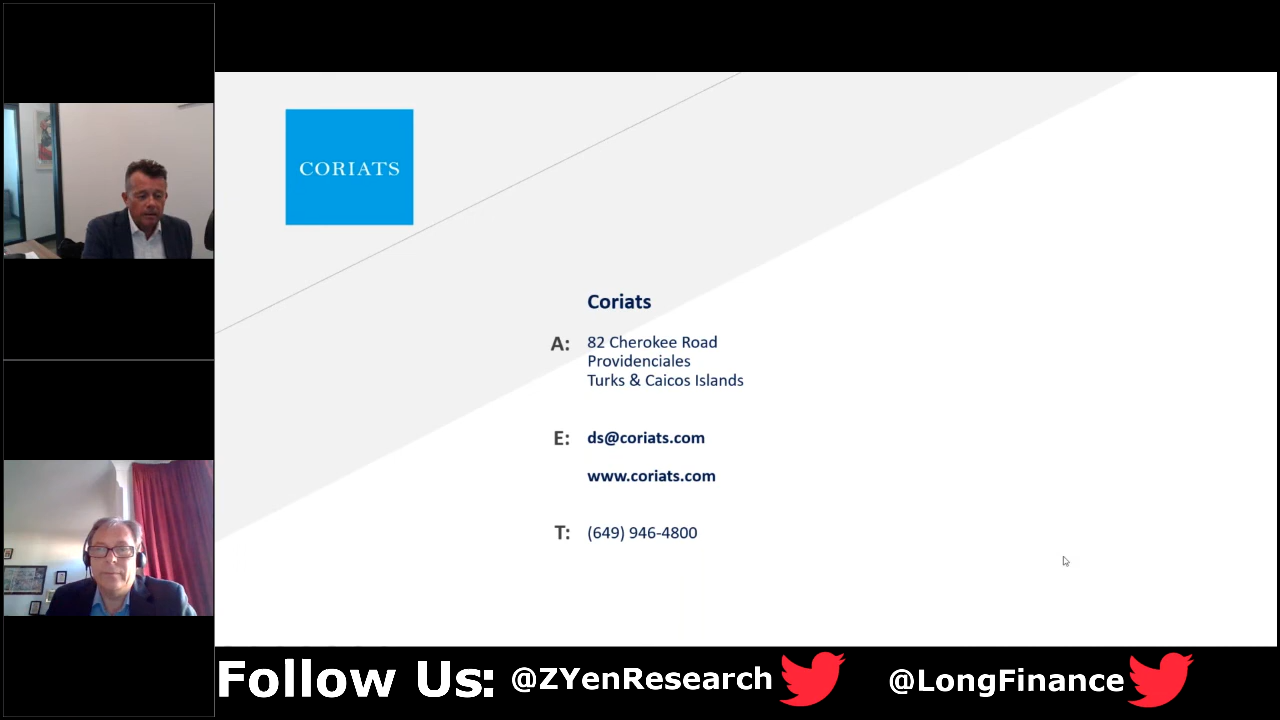 CORIATS
Coriats
A: 82 Cherokee Road
Providenciales
Turks & Caicos Islands
E: ds@coriats.com
www.coriats.com
T: (649) 946-4800
Follow Us: @ZYenResearch @LongFinance